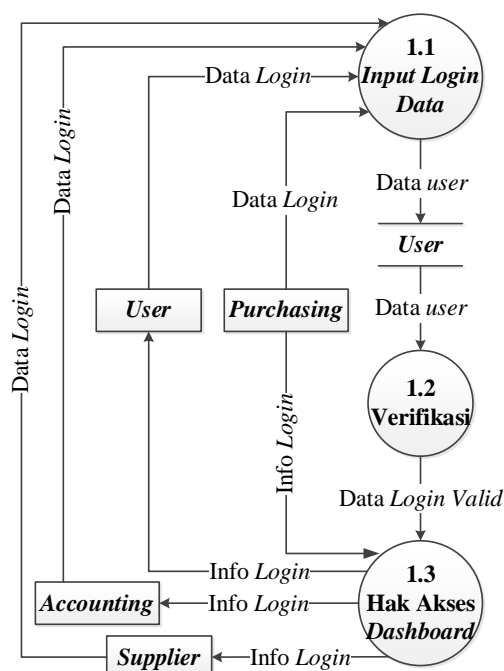 1.1
Input Login
Data
Data Login
Data Login
Data Login
Data Login
Data user
User
User
Purchasing
Data user
1.2
Verifikasi
Info Login
Data Login Valid
1.3
Hak Akses
Dashboard
Info Login
Accounting
Info Login
Supplier
Info Login